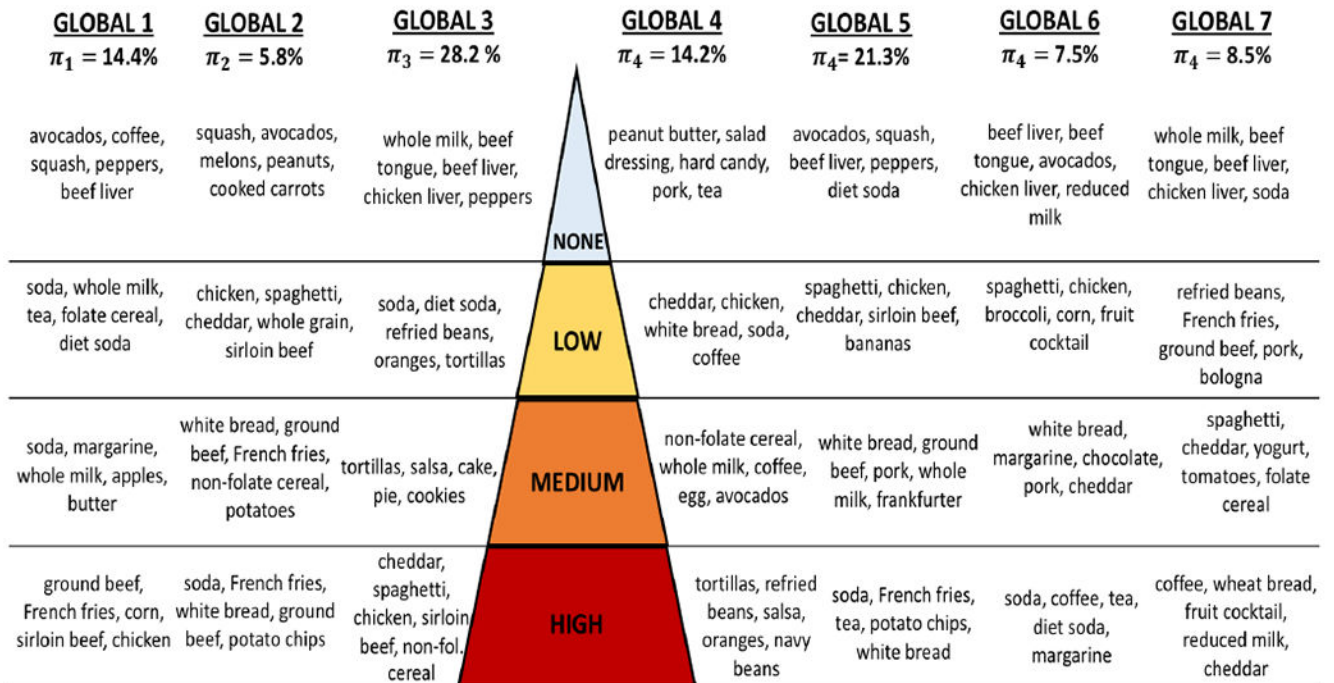 GLOBAL 1
π₁ = 14.4%
GLOBAL 2
π₂ = 5.8%
GLOBAL 3
π₃ = 28.2 %
GLOBAL 4
π₄ = 14.2%
GLOBAL 5
π₄= 21.3%
GLOBAL 6
π₄ = 7.5%
GLOBAL 7
π₄ = 8.5%
avocados, coffee,
squash, peppers,
beef liver
squash, avocados,
melons, peanuts,
cooked carrots
whole milk, beef
tongue, beef liver,
chicken liver, peppers
NONE
peanut butter, salad
dressing, hard candy,
pork, tea
avocados, squash,
beef liver, peppers,
diet soda
beef liver, beef
tongue, avocados,
chicken liver, reduced
milk
whole milk, beef
tongue, beef liver,
chicken liver, soda
soda, whole milk,
tea, folate cereal,
diet soda
chicken, spaghetti,
cheddar, whole grain,
sirloin beef
soda, diet soda,
refried beans,
oranges, tortillas
LOW
cheddar, chicken,
white bread, soda,
coffee
spaghetti, chicken,
cheddar, sirloin beef,
bananas
spaghetti, chicken,
broccoli, corn, fruit
cocktail
refried beans,
French fries,
ground beef, pork,
bologna
soda, margarine,
whole milk, apples,
butter
white bread, ground
beef, French fries,
non-folate cereal,
potatoes
tortillas, salsa, cake,
pie, cookies
MEDIUM
non-folate cereal,
whole milk, coffee,
egg, avocados
white bread, ground
beef, pork, whole
milk, frankfurter
white bread,
margarine, chocolate,
pork, cheddar
spaghetti,
cheddar, yogurt,
tomatoes, folate
cereal
ground beef,
French fries, corn,
sirloin beef, chicken
soda, French fries,
white bread, ground
beef, potato chips
cheddar,
spaghetti,
chicken, sirloin
beef, non-fol.
cereal
HIGH
tortillas, refried
beans, salsa,
oranges, navy
beans
soda, French fries,
tea, potato chips,
white bread
soda, coffee, tea,
diet soda,
margarine
coffee, wheat bread,
fruit cocktail,
reduced milk,
cheddar